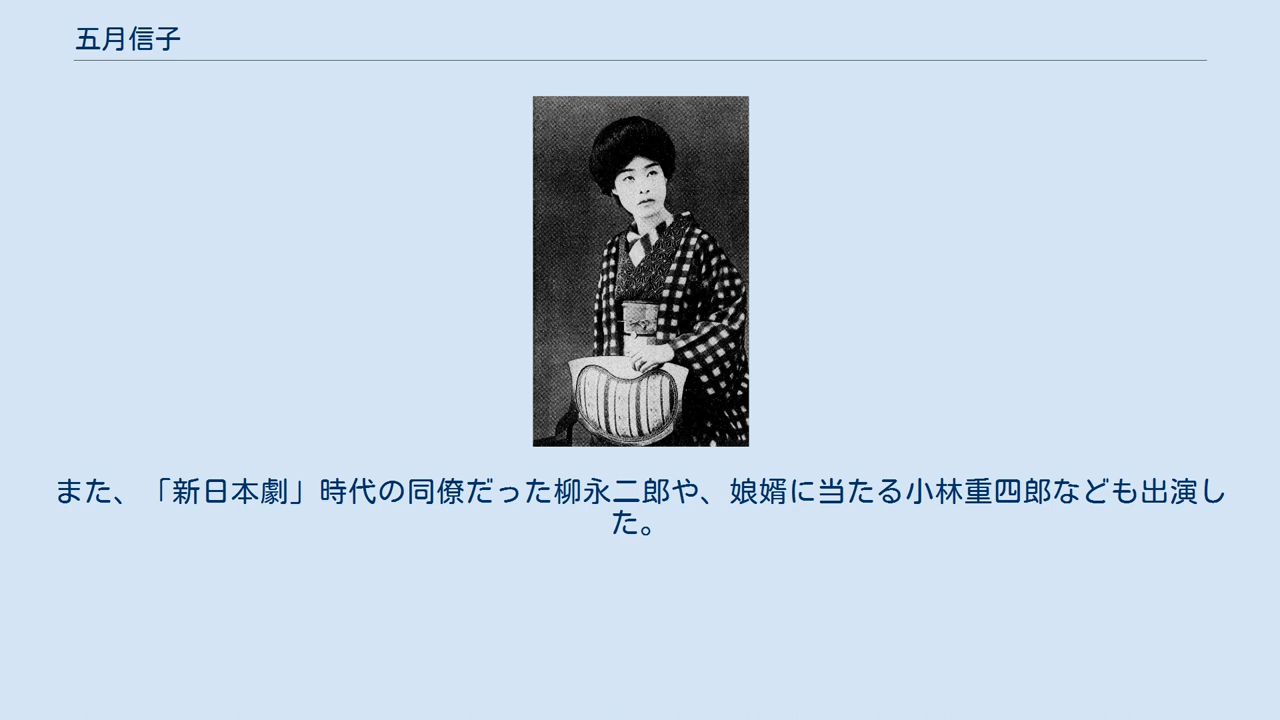 五月信子
また、「新日本劇」時代の同僚だった柳永二郎や、娘婿に当たる小林重四郎なども出演し
た。